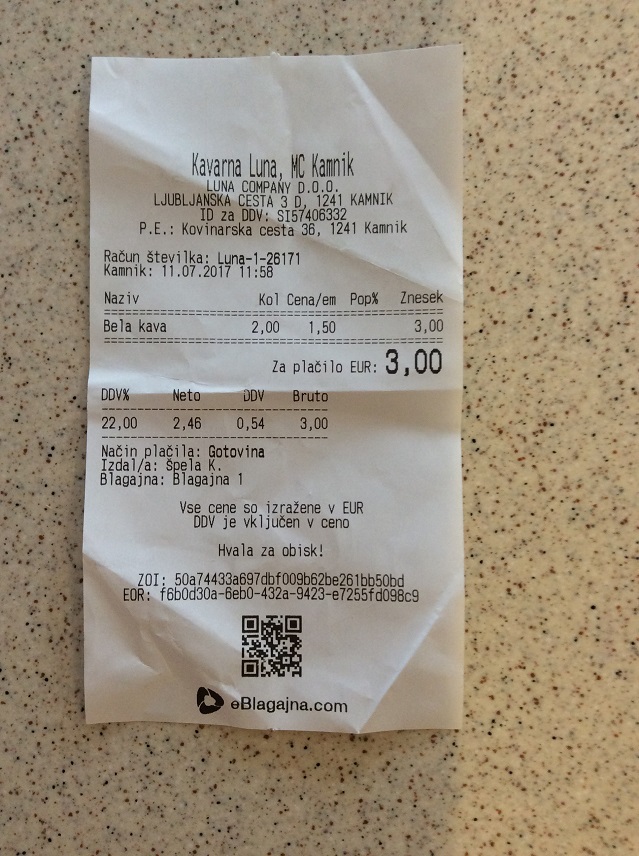 Kavarna Luna, MC Kamnik
LUNA COMPANY D.O.O.
LJUBLJANSKA CESTA 3 D, 1241 KAMNIK
ID za DDV: SI57406332
P.E.: Kovinarska cesta 36, 1241 Kamnik
Račun številka: Luna-1-26171
Kamnik: 11.07.2017 11:58
Naziv Kol Cena/em Pop% Znesek
Bela kava 2,00 1,50 3,00
Za plačilo EUR: 3,00
DDV% Neto DDV Bruto
22,00 2,46 0,54 3,00
Način plačila: Gotovina
Izdal/a: Špela K.
Blagajna: Blagajna 1
Vse cene so izražene v EUR
DDV je vključen v ceno
Hvala za obisk!
ZOI: 50a74433a697dbf009b62be261bb50bd
EOR: f6b0d30a-6eb0-432a-9423-e7255fd098c9
eBlagajna.com